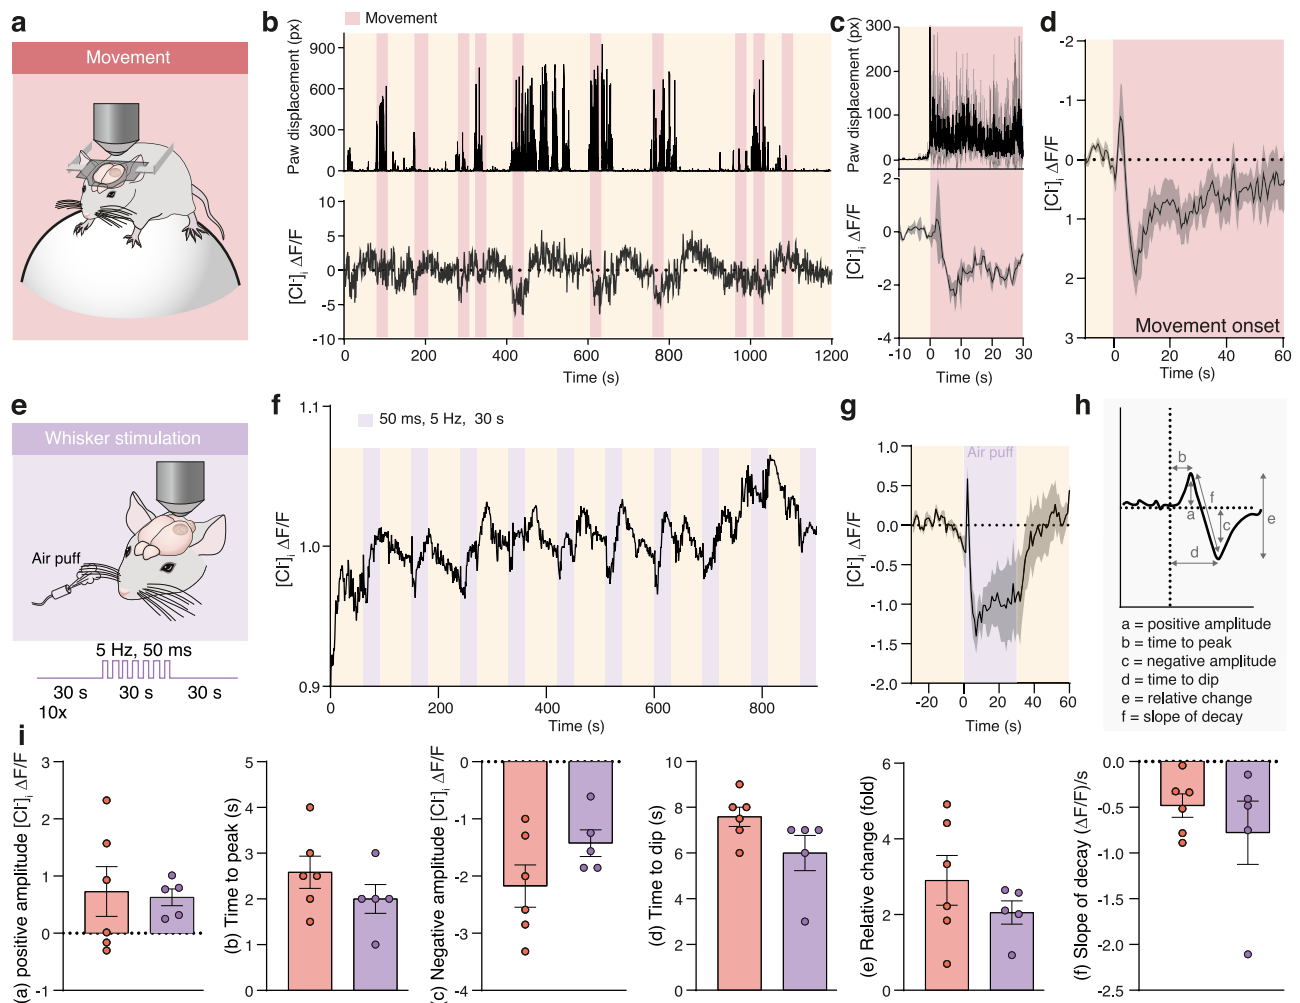 a
Movement
b
Movement
Paw displacement (px)
900
600
300
0
[Cl-]i ΔF/F
10
5
0
-5
-10
0
200
400
600
800
1000
1200
Time (s)
c
Paw displacement (px)
300
200
100
0
[Cl-]i ΔF/F
2
0
-2
-4
-10
0
10
20
30
Time (s)
d
[Cl-]i ΔF/F
-2
-1
0
1
2
3
Movement onset
0
20
40
60
Time (s)
e
Whisker stimulation
Air puff
5 Hz, 50 ms
30 s
30 s
30 s
10x
f
50 ms, 5 Hz, 30 s
[Cl-]i ΔF/F
1.1
1.0
0.9
0
200
400
600
800
Time (s)
g
Air puff
[Cl-]i ΔF/F
1.0
0.5
0.0
-0.5
-1.0
-1.5
-2.0
-20
0
20
40
60
Time (s)
h
b
f
a
c
e
d
a = positive amplitude
b = time to peak
c = negative amplitude
d = time to dip
e = relative change
f = slope of decay
i
(a) positive amplitude [Cl-]i ΔF/F
3
2
1
0
-1
(b) Time to peak (s)
5
4
3
2
1
0
(c) Negative amplitude [Cl-]i ΔF/F
-0
-1
-2
-3
-4
(d) Time to dip (s)
10
8
6
4
2
0
(e) Relative change (fold)
6
4
2
0
(f) Slope of decay (ΔF/F)/s
0.0
-0.5
-1.0
-1.5
-2.0
-2.5